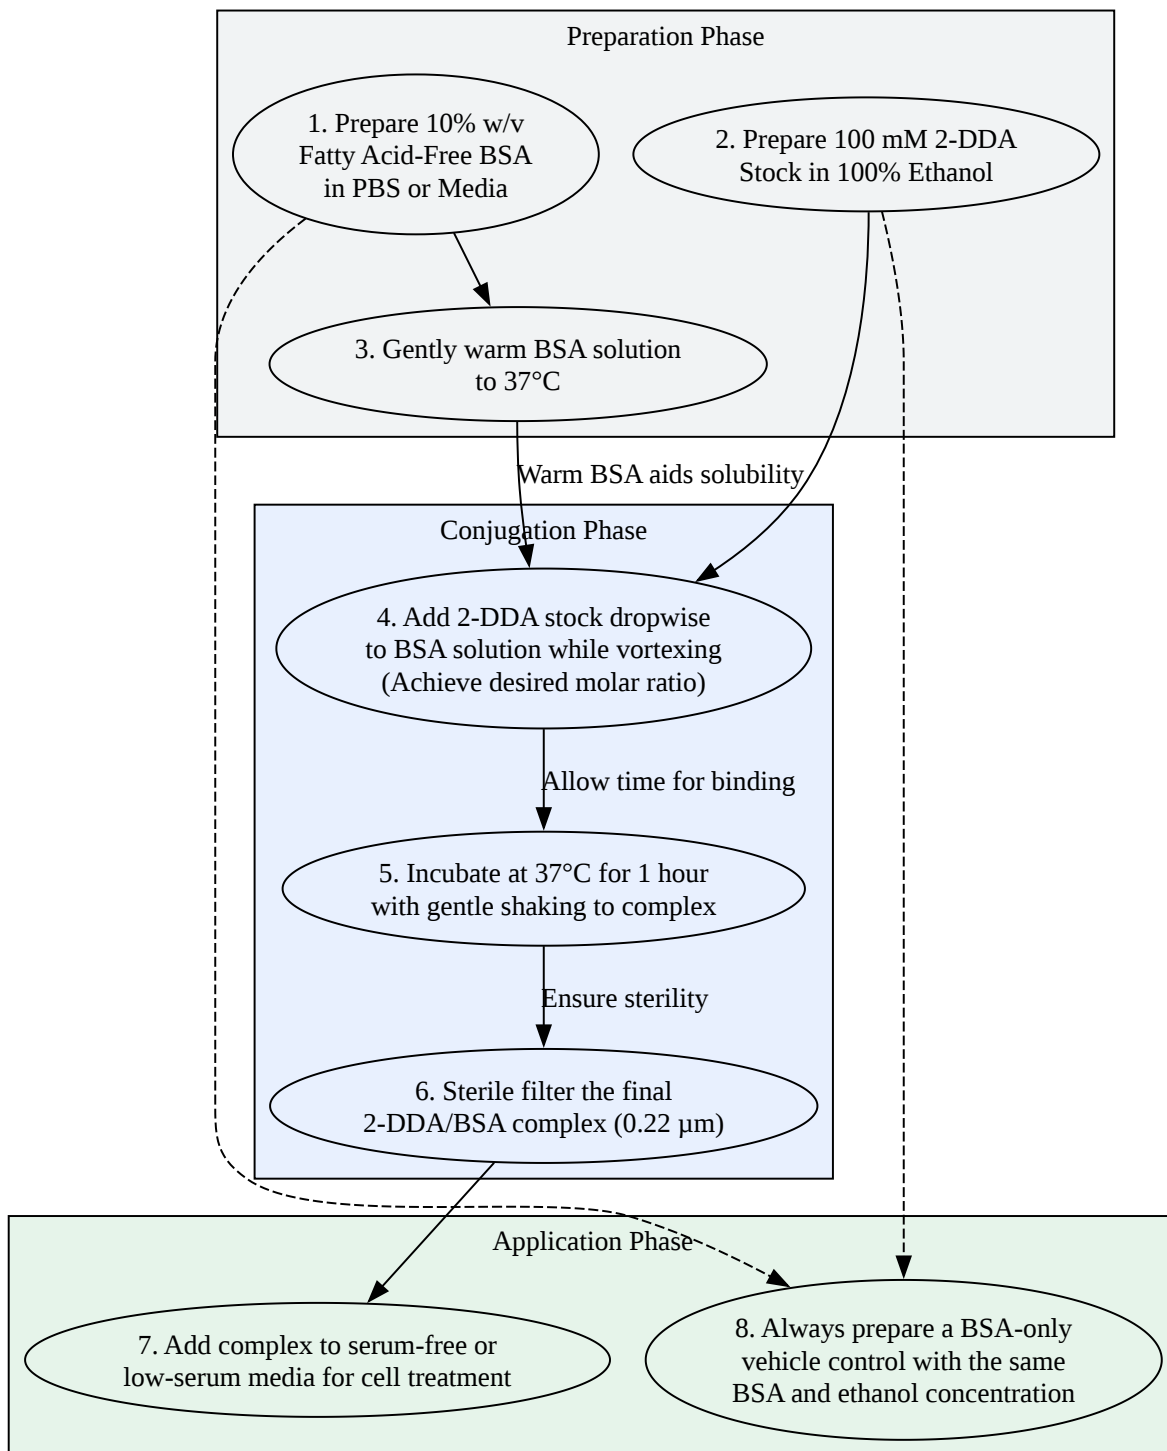 Preparation Phase
1. Prepare 10% w/v
Fatty Acid-Free BSA
in PBS or Media
2. Prepare 100 mM 2-DDA
Stock in 100% Ethanol
3. Gently warm BSA solution
to 37°C
Warm BSA aids solubility
Conjugation Phase
4. Add 2-DDA stock dropwise
to BSA solution while vortexing
(Achieve desired molar ratio)
Allow time for binding
5. Incubate at 37°C for 1 hour
with gentle shaking to complex
Ensure sterility
6. Sterile filter the final
2-DDA/BSA complex (0.22 µm)
Application Phase
7. Add complex to serum-free or
low-serum media for cell treatment
8. Always prepare a BSA-only
vehicle control with the same
BSA and ethanol concentration